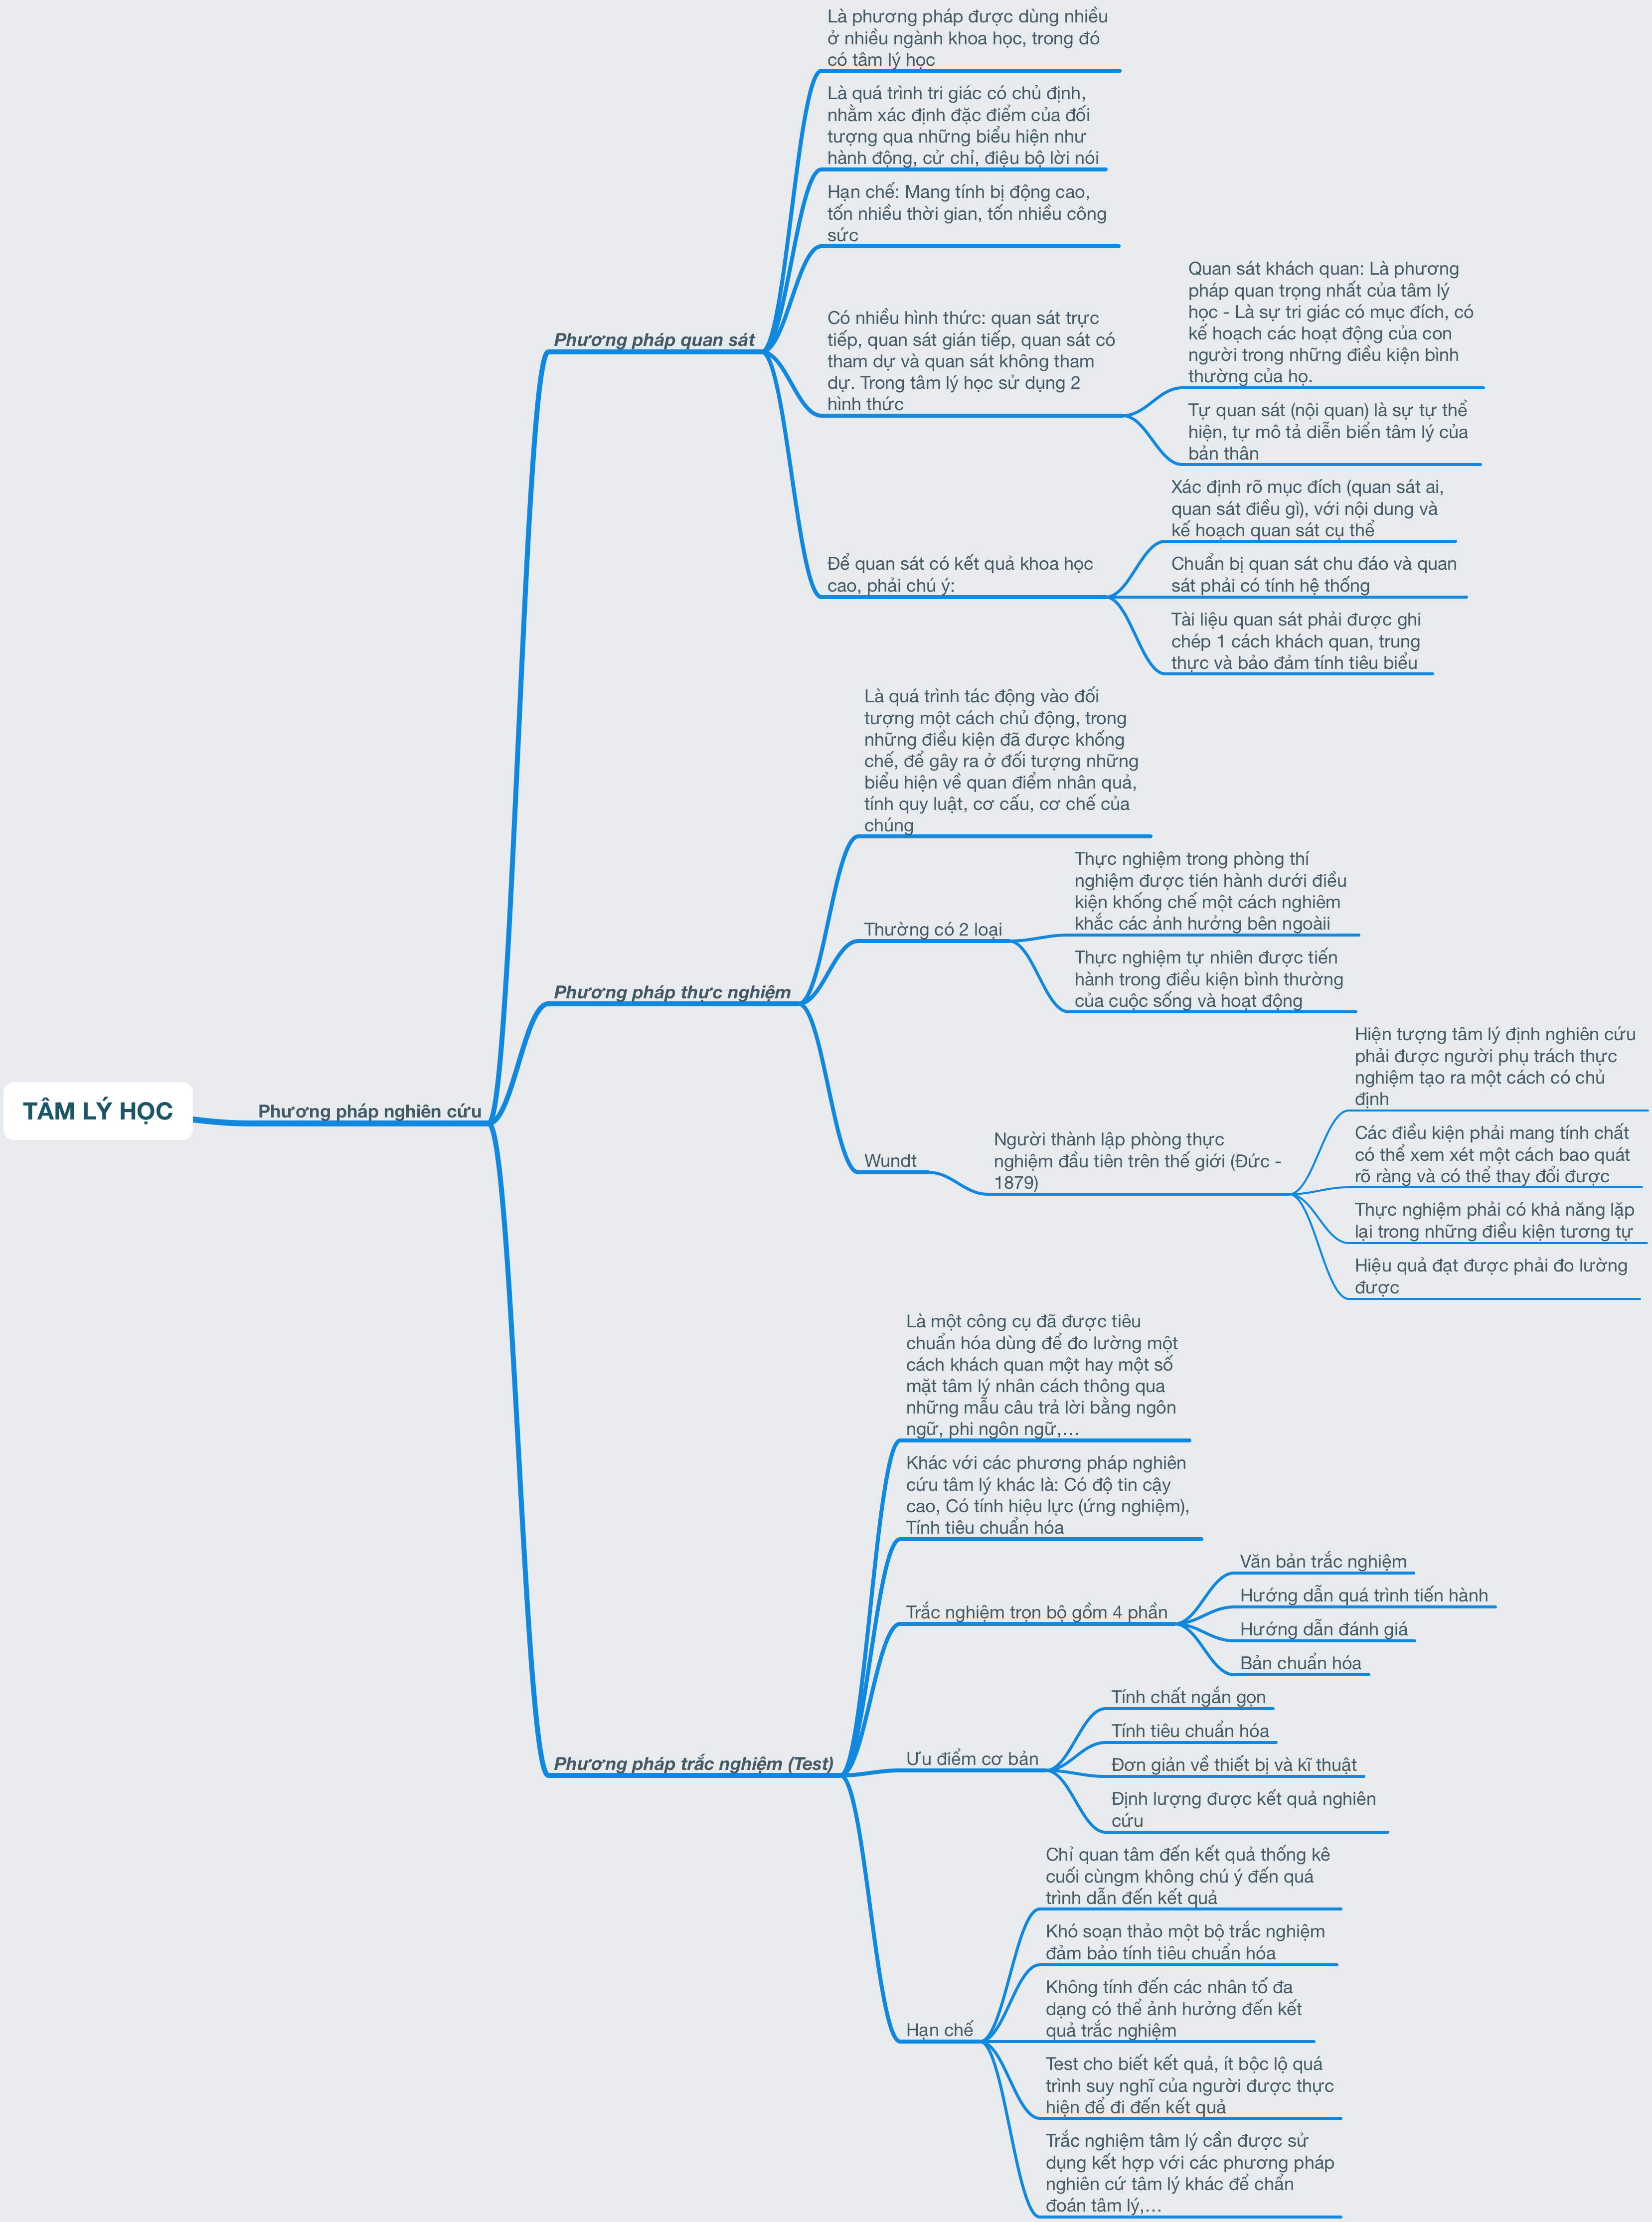 Là phương pháp được dùng nhiều
ở nhiều ngành khoa học, trong đó
có tâm lý học
Là quá trình tri giác có chủ định,
nhằm xác định đặc điểm của đối
tượng qua những biểu hiện như
hành động, cử chỉ, điệu bộ lời nói
Hạn chế: Mang tính bị động cao,
tốn nhiều thời gian, tốn nhiều công
sức
Quan sát khách quan: Là phương
pháp quan trọng nhất của tâm lý
học - Là sự tri giác có mục đích, có
kế hoạch các hoạt động của con
người trong những điều kiện bình
thường của họ.
Phương pháp quan sát
Có nhiều hình thức: quan sát trực
tiếp, quan sát gián tiếp, quan sát có
tham dự và quan sát không tham
dự. Trong tâm lý học sử dụng 2
hình thức
Tự quan sát (nội quan) là sự tự thể
hiện, tự mô tả diễn biển tâm lý của
bản thân
Xác định rõ mục đích (quan sát ai,
quan sát điều gì), với nội dung và
kế hoạch quan sát cụ thể
Để quan sát có kết quả khoa học
cao, phải chú ý:
Chuẩn bị quan sát chu đáo và quan
sát phải có tính hệ thống
Tài liệu quan sát phải được ghi
chép 1 cách khách quan, trung
thực và bảo đảm tính tiêu biểu
Là quá trình tác động vào đối
tượng một cách chủ động, trong
những điều kiện đã được khống
chế, để gây ra ở đối tượng những
biểu hiện về quan điểm nhân quả,
tính quy luật, cơ cấu, cơ chế của
chúng
Thực nghiệm trong phòng thí
nghiệm được tién hành dưới điều
kiện khống chế một cách nghiêm
khắc các ảnh hưởng bên ngoàii
Thường có 2 loại
Thực nghiệm tự nhiên được tiến
hành trong điều kiện bình thường
của cuộc sống và hoạt động
Phương pháp thực nghiệm
Hiện tượng tâm lý định nghiên cứu
phải được người phụ trách thực
nghiệm tạo ra một cách có chủ
định
TÂM LÝ HỌC
Phương pháp nghiên cứu
Các điều kiện phải mang tính chất
có thể xem xét một cách bao quát
rõ ràng và có thể thay đổi được
Wundt
Người thành lập phòng thực
nghiệm đầu tiên trên thế giới (Đức -
1879)
Thực nghiệm phải có khả năng lặp
lại trong những điều kiện tương tự
Hiệu quả đạt được phải đo lường
được
Là một công cụ đã được tiêu
chuẩn hóa dùng để đo lường một
cách khách quan một hay một số
mặt tâm lý nhân cách thông qua
những mẫu câu trả lời bằng ngôn
ngữ, phi ngôn ngữ,...
Khác với các phương pháp nghiên
cứu tâm lý khác là: Có độ tin cậy
cao, Có tính hiệu lực (ứng nghiệm),
Tính tiêu chuẩn hóa
Trắc nghiệm trọn bộ gồm 4 phần
Văn bản trắc nghiệm
Hướng dẫn quá trình tiến hành
Hướng dẫn đánh giá
Bản chuẩn hóa
Phương pháp trắc nghiệm (Test)
Ưu điểm cơ bản
Tính chất ngắn gọn
Tính tiêu chuẩn hóa
Đơn giản về thiết bị và kĩ thuật
Định lượng được kết quả nghiên
cứu
Hạn chế
Chỉ quan tâm đến kết quả thống kê
cuối cùngm không chú ý đến quá
trình dẫn đến kết quả
Khó soạn thảo một bộ trắc nghiệm
đảm bảo tính tiêu chuẩn hóa
Không tính đến các nhân tố đa
dạng có thể ảnh hưởng đến kết
quả trắc nghiệm
Test cho biết kết quả, ít bộc lộ quá
trình suy nghĩ của người được thực
hiện để đi đến kết quả
Trắc nghiệm tâm lý cần được sử
dụng kết hợp với các phương pháp
nghiên cứ tâm lý khác để chẩn
đoán tâm lý,...